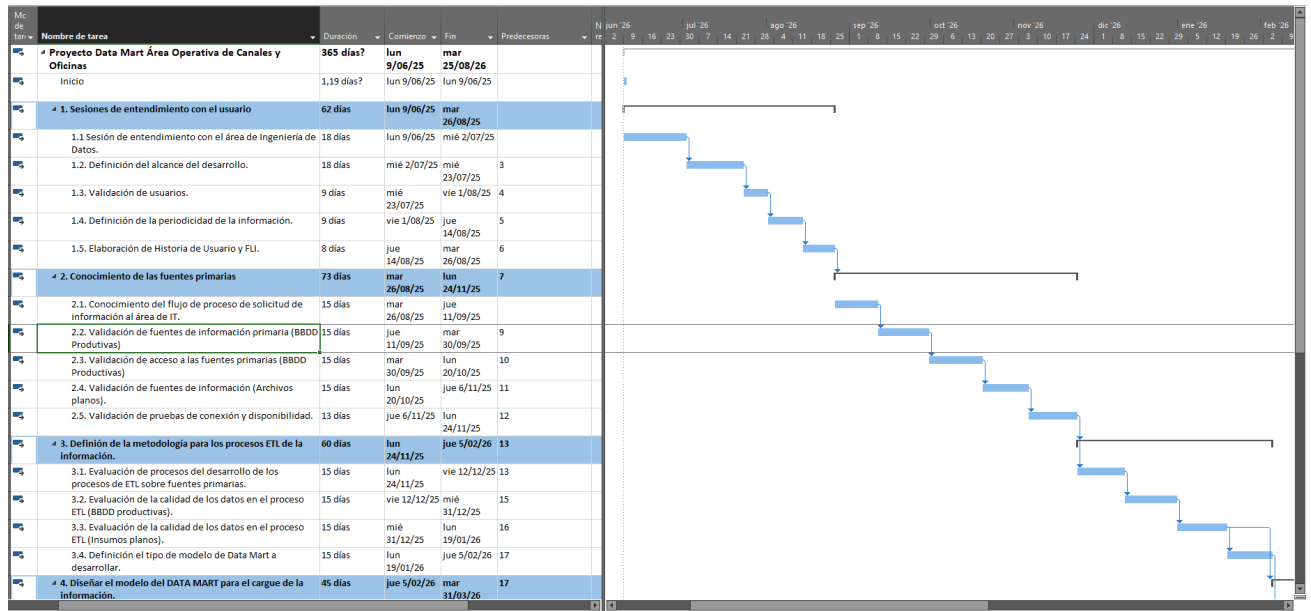 Mc
de
tar
Nombre de tarea
Duración
Comienzo
Fin
Predecesoras
N
re
jun '26 jul '26 ago '26 sep '26 oct '26 nov '26 dic '26 ene '26 feb '26
2 9 16 23 30 7 14 21 28 4 11 18 25 1 8 15 22 29 6 13 20 27 3 10 17 24 1 8 15 22 29 5 12 19 26 2 9
Proyecto Data Mart Área Operativa de Canales y 365 días? lun mar
Oficinas 9/06/25 25/08/26
Inicio 1,19 días? lun 9/06/25 lun 9/06/25
1. Sesiones de entendimiento con el usuario 62 días lun 9/06/25 mar
26/08/25
1.1 Sesión de entendimiento con el área de Ingeniería de 18 días lun 9/06/25 mié 2/07/25
Datos.
1.2. Definición del alcance del desarrollo. 18 días mié 2/07/25 mié 3
23/07/25
1.3. Validación de usuarios. 9 días mié vie 1/08/25 4
23/07/25
1.4. Definición de la periodicidad de la información. 9 días vie 1/08/25 jue 5
14/08/25
1.5. Elaboración de Historia de Usuario y FLI. 8 días jue mar 6
14/08/25 26/08/25
2. Conocimiento de las fuentes primarias 73 días mar lun 7
26/08/25 24/11/25
2.1. Conocimiento del flujo de proceso de solicitud de 15 días mar jue
información al área de IT. 26/08/25 11/09/25
2.2. Validación de fuentes de información primaria (BBDD 15 días jue mar 9
Produtivas) 11/09/25 30/09/25
2.3. Validación de acceso a las fuentes primarias (BBDD 15 días mar lun 10
Productivas) 30/09/25 20/10/25
2.4. Validación de fuentes de información (Archivos 15 días lun jue 6/11/25 11
planos). 20/10/25
2.5. Validación de pruebas de conexión y disponibilidad. 13 días jue 6/11/25 lun 12
24/11/25
3. Definión de la metodología para los procesos ETL de la 60 días lun jue 5/02/26 13
información. 24/11/25
3.1. Evaluación de procesos del desarrollo de los 15 días lun vie 12/12/25 13
procesos de ETL sobre fuentes primarias. 24/11/25
3.2. Evaluación de la calidad de los datos en el proceso 15 días vie 12/12/25 mié 15
ETL (BBDD productivas). 31/12/25
3.3. Evaluación de la calidad de los datos en el proceso 15 días mié lun 16
ETL (Insumos planos). 31/12/25 19/01/26
3.4. Definición el tipo de modelo de Data Mart a 15 días lun jue 5/02/26 17
desarrollar. 19/01/26
4. Diseñar el modelo del DATA MART para el cargue de la 45 días jue 5/02/26 mar 17
información. 31/03/26